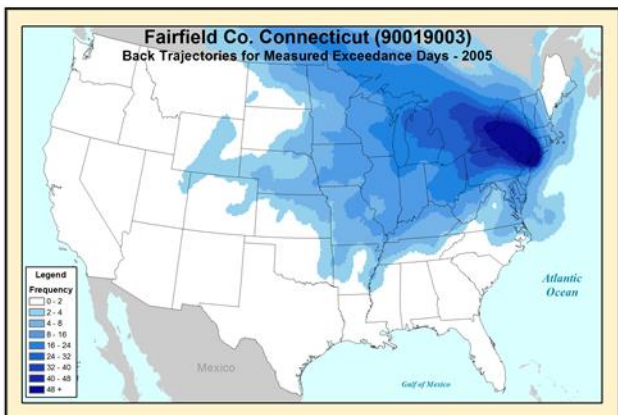 Fairfield Co. Connecticut (90019003)
Back Trajectories for Measured Exceedance Days - 2005
Atlantic
Ocean
Legend
Frequency
0 - 2
2 - 4
4 - 8
8 - 16
16 - 24
24 - 32
32 - 40
40 - 48
48 +
Mexico
Gulf of Mexico